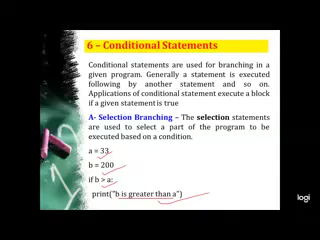 6 – Conditional Statements
Conditional statements are used for branching in a
given program. Generally a statement is executed
following by another statement and so on.
Applications of conditional statement execute a block
if a given statement is true
A- Selection Branching – The selection statements
are used to select a part of the program to be
executed based on a condition.
a = 33
b = 200
if b > a:
print("b is greater than a")
logi